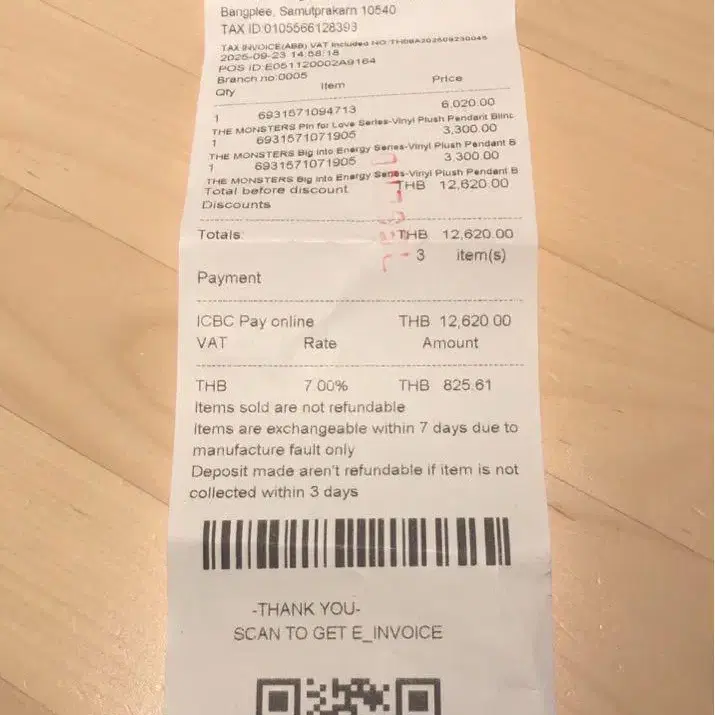 Bangplee, Samutprakarn 10540
TAX ID:0105566128393
TAX INVOICE(ABB) VAT Included NO:TH09A202509230045
2025-09-23 14:58:18
POS ID:E051120002A9164
Branch no:0005
Qty Item Price
1 6931571094713 6,020.00
THE MONSTERS Pin for Love Series-Vinyl Plush Pendant Blinc
1 6931571071905 3,300.00
THE MONSTERS Big into Energy Series-Vinyl Plush Pendant B
1 6931571071905 3,300.00
THE MONSTERS Big into Energy Series-Vinyl Plush Pendant B
Total before discount THB 12,620.00
Discounts
Totals: THB 12,620.00
3 item(s)
Payment
ICBC Pay online THB 12,620.00
VAT Rate Amount
THB 7.00% THB 825.61
Items sold are not refundable
Items are exchangeable within 7 days due to
manufacture fault only
Deposit made aren't refundable if item is not
collected within 3 days
-THANK YOU-
SCAN TO GET E_INVOICE